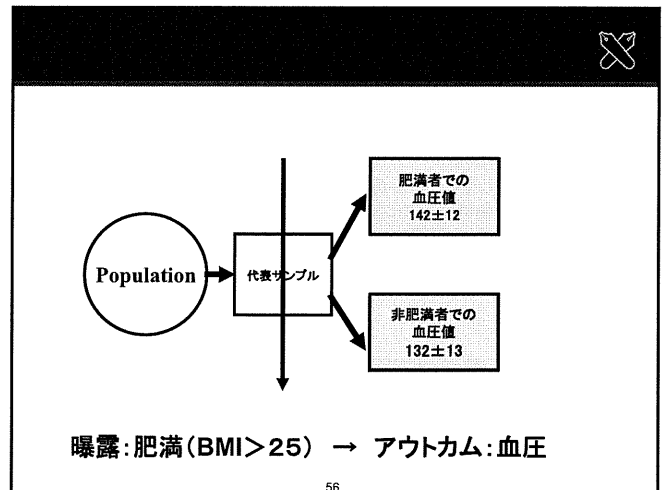 肥満者での
血圧値
142±12
Population
代表サンプル
非肥満者での
血圧値
132±13
曝露:肥満(BMI>25) → アウトカム:血圧
56